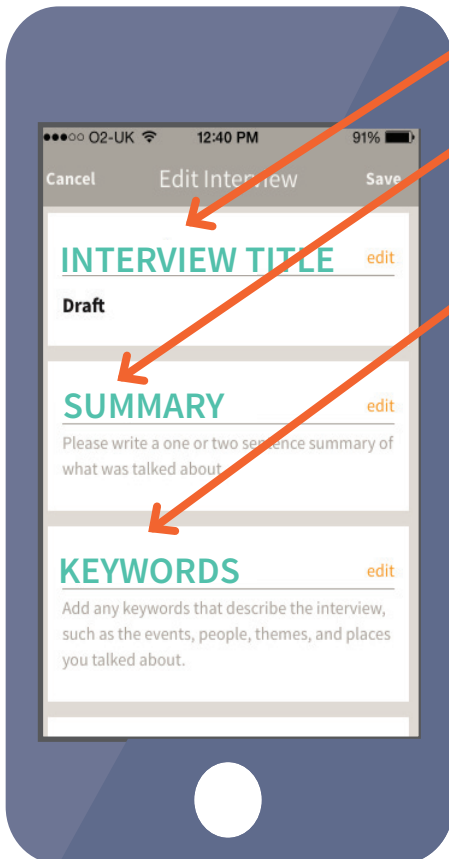 O2-UK 12:40 PM 91%
Cancel Edit Interview Save
INTERVIEW TITLE edit
Draft
SUMMARY edit
Please write a one or two sentence summary of
what was talked about.
KEYWORDS edit
Add any keywords that describe the interview,
such as the events, people, themes, and places
you talked about.